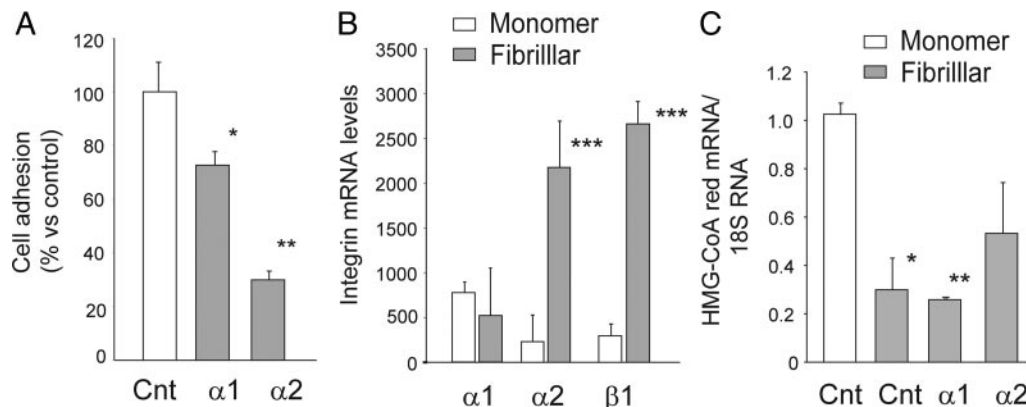 A
Cell adhesion
(% vs control)
120
100
80
60
40
20
0
*
**
Cnt α1 α2
B
Monomer
Fibrilllar
Integrin mRNA levels
3500
3000
2500
2000
1500
1000
500
0
***
***
α1 α2 β1
C
Monomer
Fibrilllar
HMG-CoA red mRNA/
18S RNA
1.2
1.0
0.8
0.6
0.4
0.2
0
*
**
Cnt Cnt α1 α2